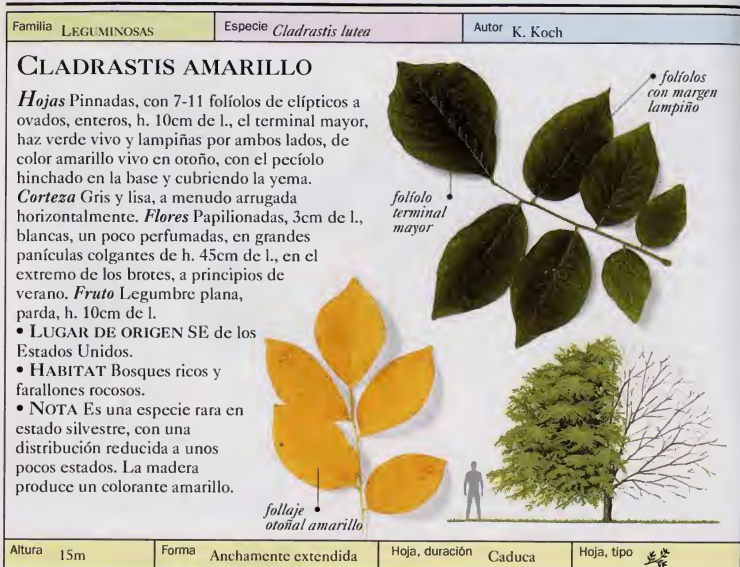 Familia LEGUMINOSAS
Especie Cladrastis lutea
Autor K. Koch
CLADRASTIS AMARILLO
Hojas Pinnadas, con 7-11 folíolos de elípticos a
ovados, enteros, h. 10cm de l., el terminal mayor,
haz verde vivo y lampiñas por ambos lados, de
color amarillo vivo en otoño, con el pecíolo
hinchado en la base y cubriendo la yema.
Corteza Gris y lisa, a menudo arrugada
horizontalmente. Flores Papilionadas, 3cm de l.,
blancas, un poco perfumadas, en grandes
panículas colgantes de h. 45cm de l., en el
extremo de los brotes, a principios de
verano. Fruto Legumbre plana,
parda, h. 10cm de l.
• LUGAR DE ORIGEN SE de los
Estados Unidos.
• HABITAT Bosques ricos y
farallones rocosos.
• NOTA Es una especie rara en
estado silvestre, con una
distribución reducida a unos
pocos estados. La madera
produce un colorante amarillo.
folíolos
con margen
lampiño
folíolo
terminal
mayor
follaje
otoñal amarillo
Altura 15m
Forma Anchamente extendida
Hoja, duración Caduca
Hoja, tipo